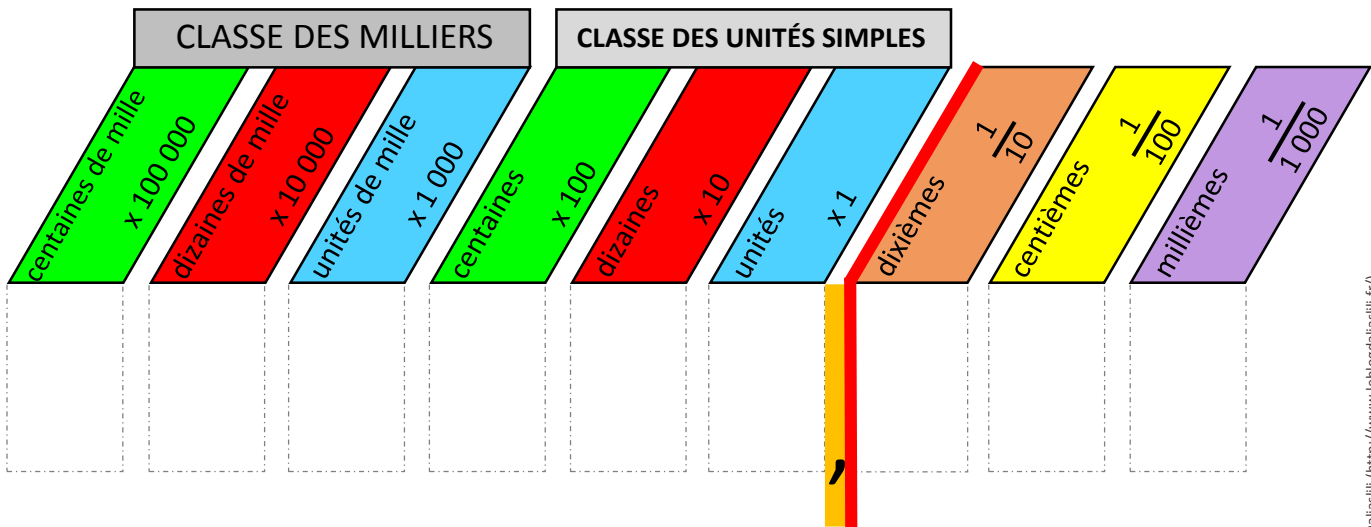 CLASSE DES MILLIERS
CLASSE DES UNITÉS SIMPLES
centaines de mille
x 100 000
dizaines de mille
x 10 000
unités de mille
x 1 000
centaines
x 100
dizaines
x 10
unités
x 1
dixièmes
1
10
centièmes
1
100
millièmes
1
1 000
,